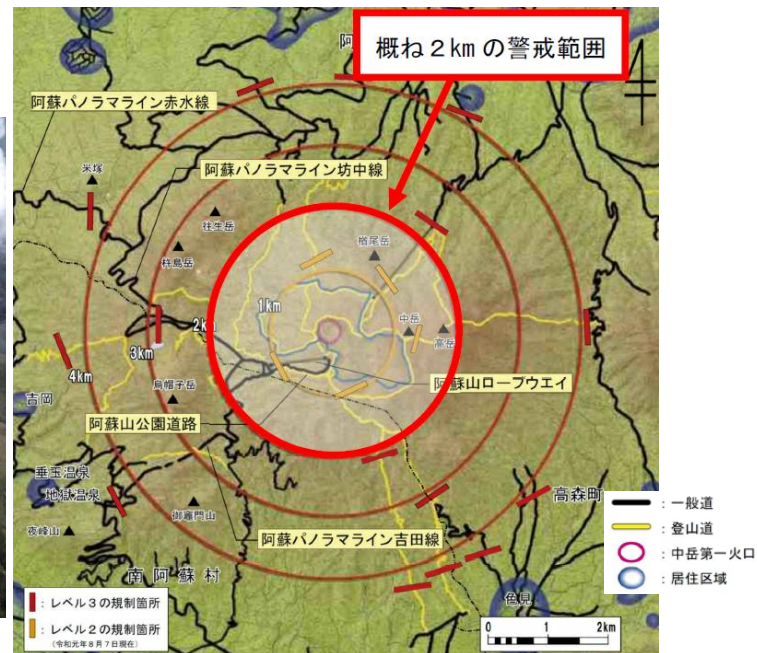 概ね２㎞の警戒範囲
阿
阿蘇パノラマライン赤水線
米塚
阿蘇パノラマライン坊中線
往生岳
杵島岳
楢尾岳
1km
2km
3km
4km
中岳
高岳
阿蘇山ロープウエイ
烏帽子岳
吉岡
阿蘇山公園道路
垂玉温泉
地獄温泉
御竈門山
夜峰山
阿蘇パノラマライン吉田線
高森町
南阿蘇村
色見
：レベル３の規制箇所
：レベル２の規制箇所
（令和元年８月７日現在）
0 1 2km
：一般道
：登山道
：中岳第一火口
：居住区域